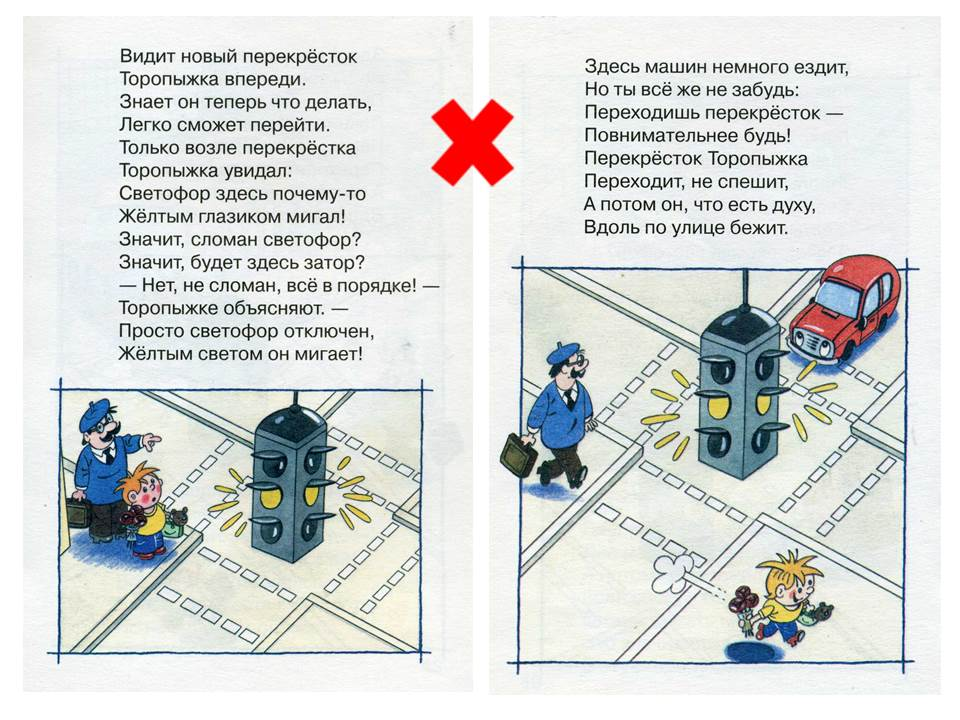 Видит новый перекрёсток
Торопыжка впереди.
Знает он теперь что делать,
Легко сможет перейти.
Только возле перекрёстка
Торопыжка увидал:
Светофор здесь почему-то
Жёлтым глазиком мигал!
Значит, сломан светофор?
Значит, будет здесь затор?
— Нет, не сломан, всё в порядке! —
Торопыжке объясняют. —
Просто светофор отключен,
Жёлтым светом он мигает!
Здесь машин немного ездит,
Но ты всё же не забудь:
Переходишь перекрёсток —
Повнимательнее будь!
Перекрёсток Торопыжка
Переходит, не спешит,
А потом он, что есть духу,
Вдоль по улице бежит.